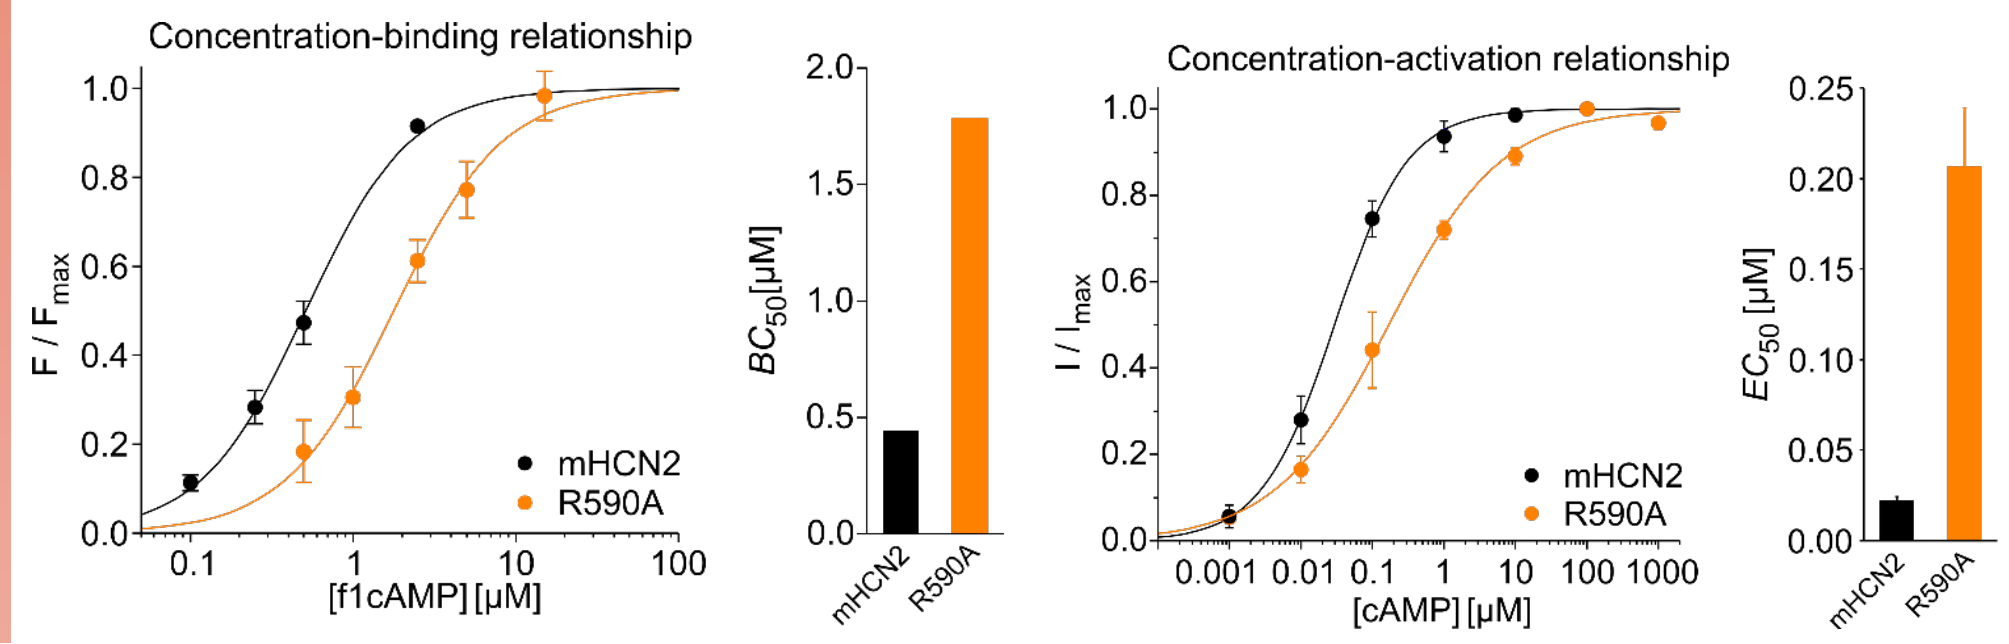 Concentration-binding relationship
F / Fmax
1.0
0.8
0.6
0.4
0.2
0.0
0.1 1 10 100
[f1cAMP] [µM]
mHCN2
R590A
BC50[µM]
2.0
1.5
1.0
0.5
0.0
mHCN2
R590A
Concentration-activation relationship
I / Imax
1.0
0.8
0.6
0.4
0.2
0.0
0.001 0.01 0.1 1 10 100 1000
[cAMP] [µM]
mHCN2
R590A
EC50 [µM]
0.25
0.20
0.15
0.10
0.05
0.00
mHCN2
R590A